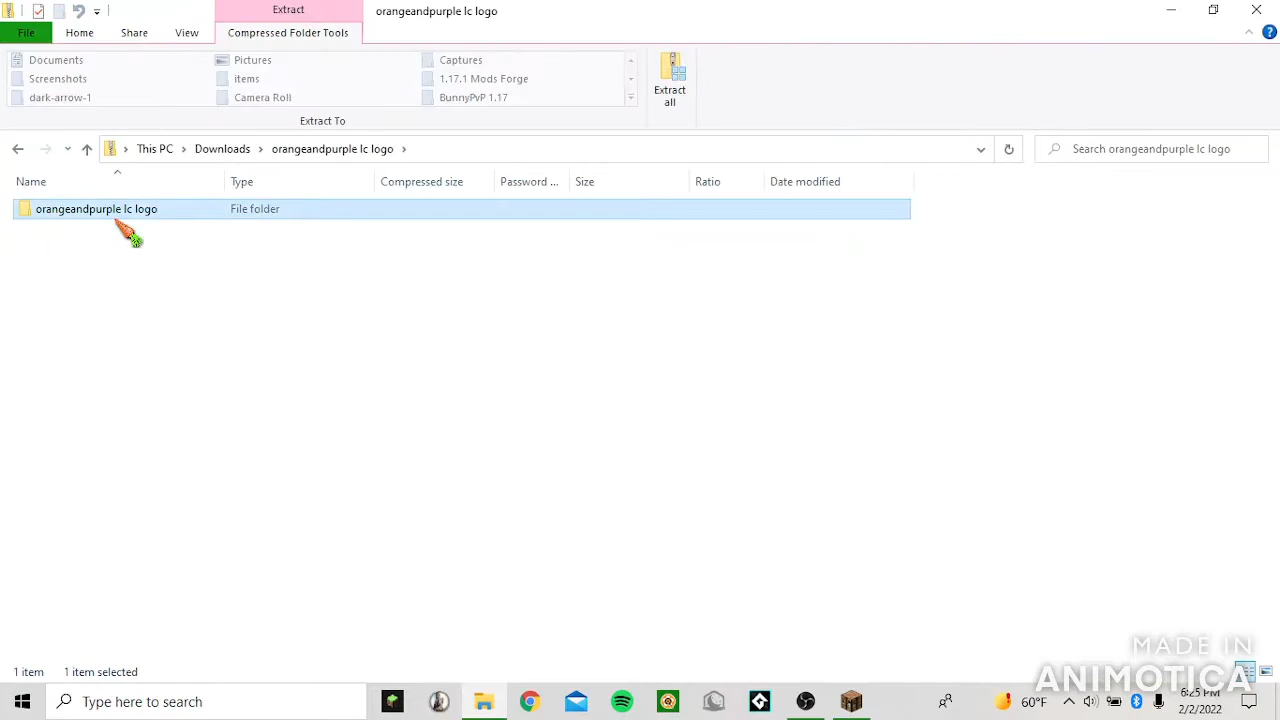 Extract
orangeandpurple lc logo
File
Home
Share
View
Compressed Folder Tools
Documents
Pictures
Captures
Screenshots
items
1.17.1 Mods Forge
dark-arrow-1
Camera Roll
BunnyPvP 1.17
Extract
all
Extract To
This PC
Downloads
orangeandpurple lc logo
Search orangeandpurple lc logo
Name
Type
Compressed size
Password ...
Size
Ratio
Date modified
orangeandpurple lc logo
File folder
1 item
1 item selected
MADE IN
ANIMOTICA
Type here to search
60°F
6:25 PM
2/2/2022